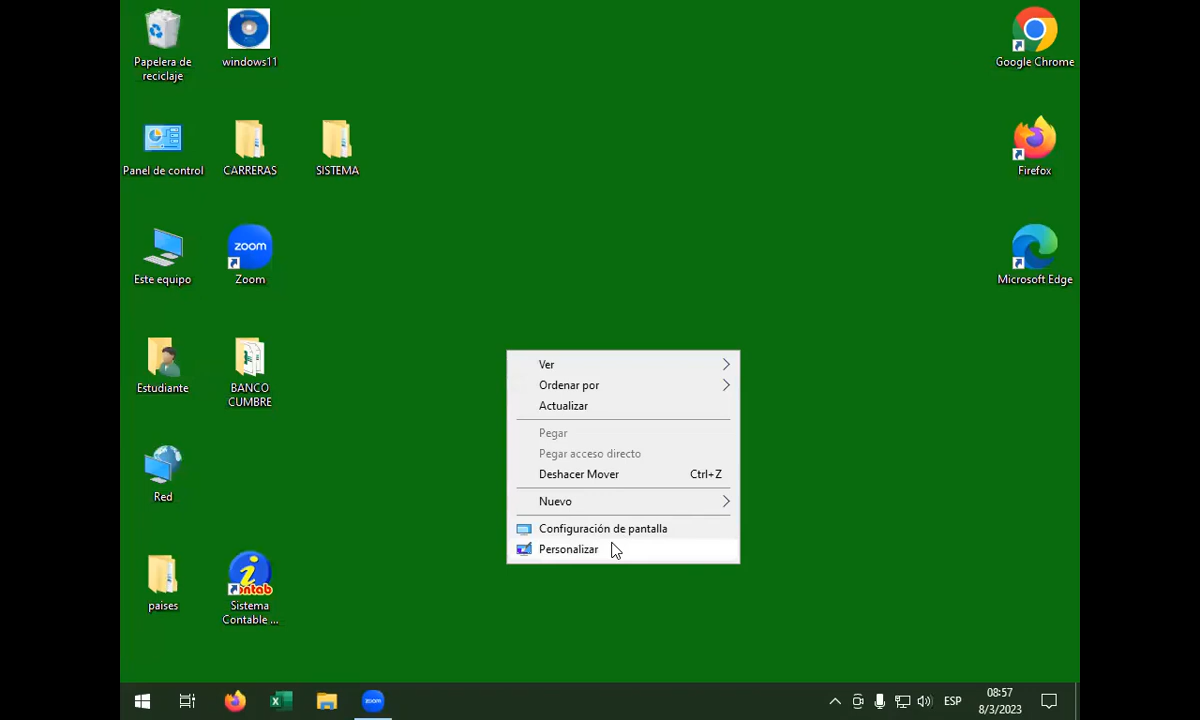 Papelera de
reciclaje
windows11
Google Chrome
Panel de control
CARRERAS
SISTEMA
Firefox
Este equipo
zoom
Zoom
Microsoft Edge
Estudiante
BANCO
CUMBRE
Red
paises
ontab
Sistema
Contable ...
Ver
Ordenar por
Actualizar
Pegar
Pegar acceso directo
Deshacer Mover Ctrl+Z
Nuevo
Configuración de pantalla
Personalizar
zoom
ESP
08:57
8/3/2023